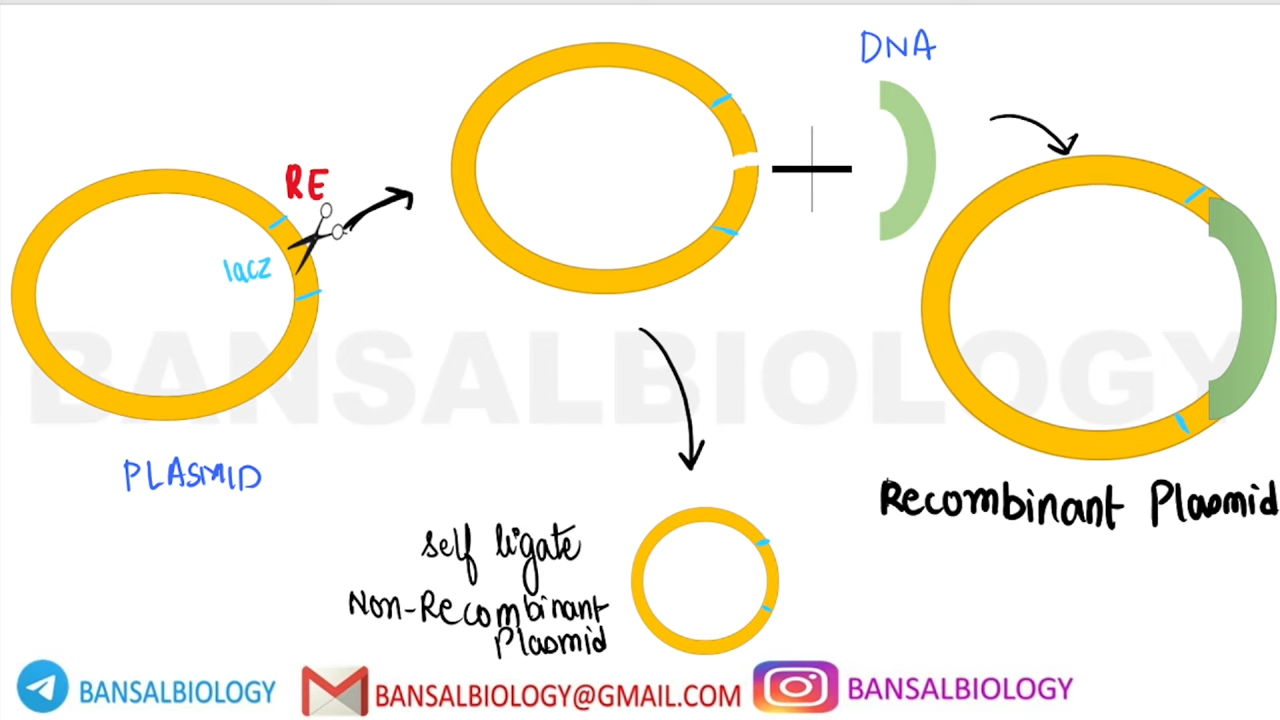 DNA
RE
lacz
PLASMID
BANSALBIOLOGY
Recombinant Plasmid
self ligate
Non-Recombinant
Plasmid
BANSALBIOLOGY
BANSALBIOLOGY@GMAIL.COM
BANSALBIOLOGY